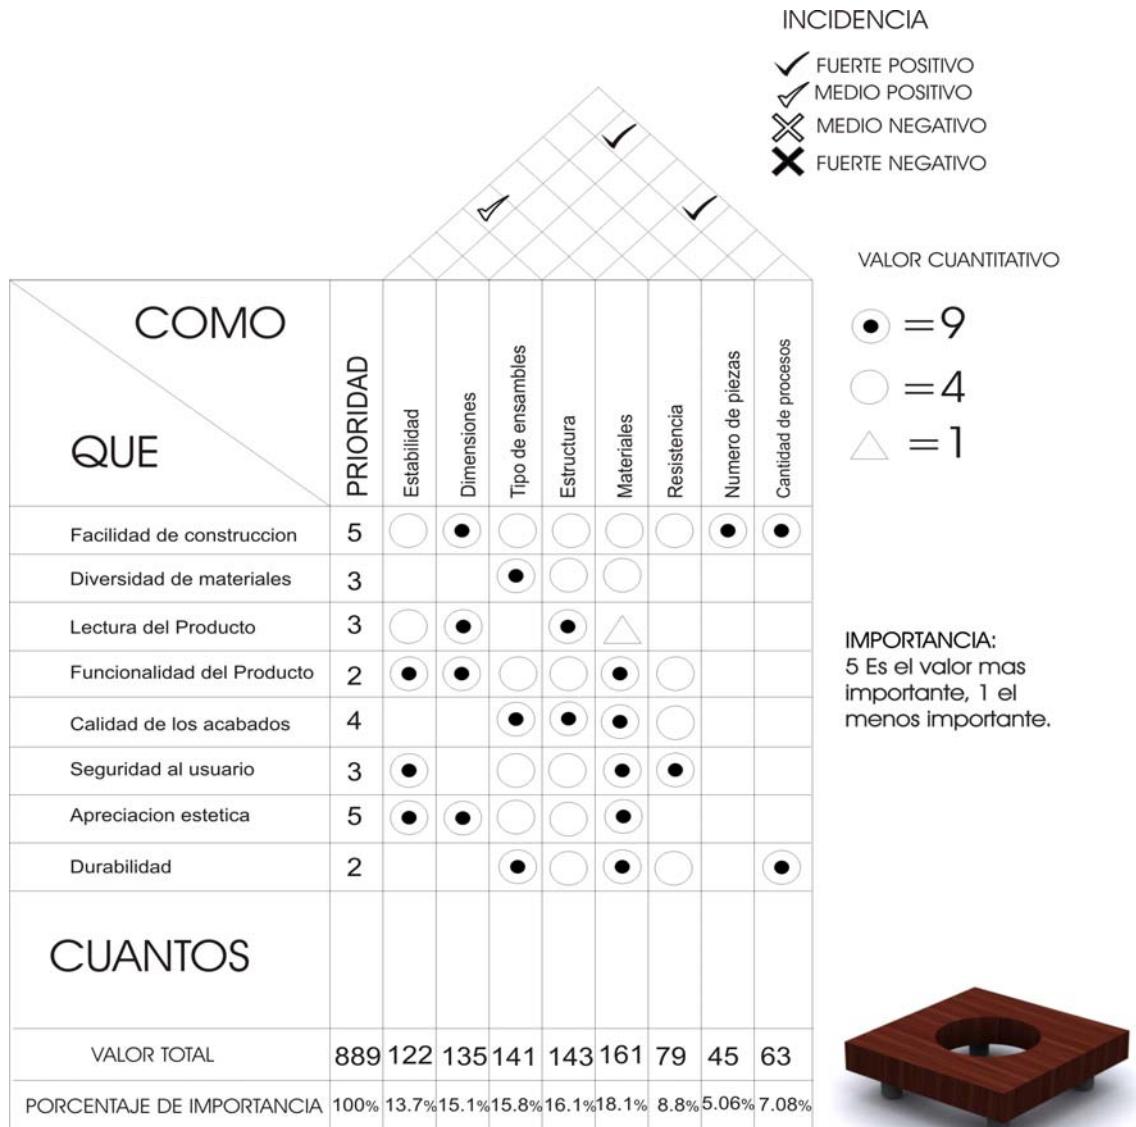 INCIDENCIA
FUERTE POSITIVO
MEDIO POSITIVO
MEDIO NEGATIVO
FUERTE NEGATIVO
VALOR CUANTITATIVO
=9
=4
=1
COMO
QUE
PRIORIDAD
Estabilidad
Dimensiones
Tipo de ensambles
Estructura
Materiales
Resistencia
Numero de piezas
Cantidad de procesos
Facilidad de construccion 5
Diversidad de materiales 3
Lectura del Producto 3
Funcionalidad del Producto 2
Calidad de los acabados 4
Seguridad al usuario 3
Apreciacion estetica 5
Durabilidad 2
IMPORTANCIA:
5 Es el valor mas
importante, 1 el
menos importante.
CUANTOS
VALOR TOTAL 889 122 135 141 143 161 79 45 63
PORCENTAJE DE IMPORTANCIA 100% 13.7% 15.1% 15.8% 16.1% 18.1% 8.8% 5.06% 7.08%